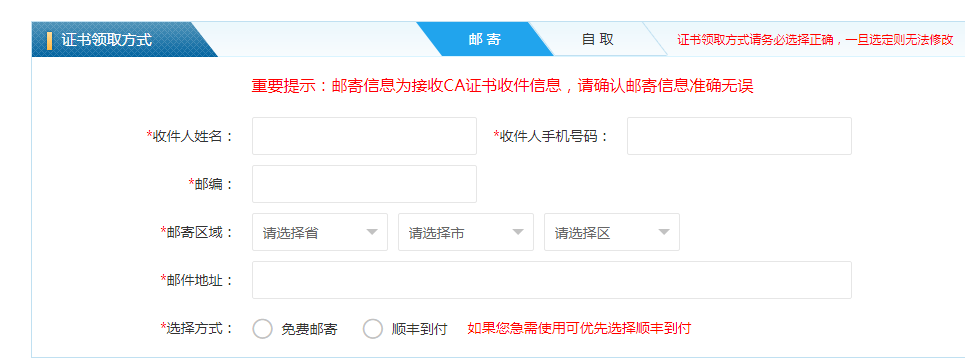 证书领取方式 邮寄 自取 证书领取方式请务必选择正确，一旦选定则无法修改
重要提示：邮寄信息为接收CA证书收件信息，请确认邮寄信息准确无误
*收件人姓名： *收件人手机号码：
*邮编：
*邮寄区域： 请选择省 请选择市 请选择区
*邮件地址：
*选择方式： 免费邮寄 顺丰到付 如果您急需使用可优先选择顺丰到付